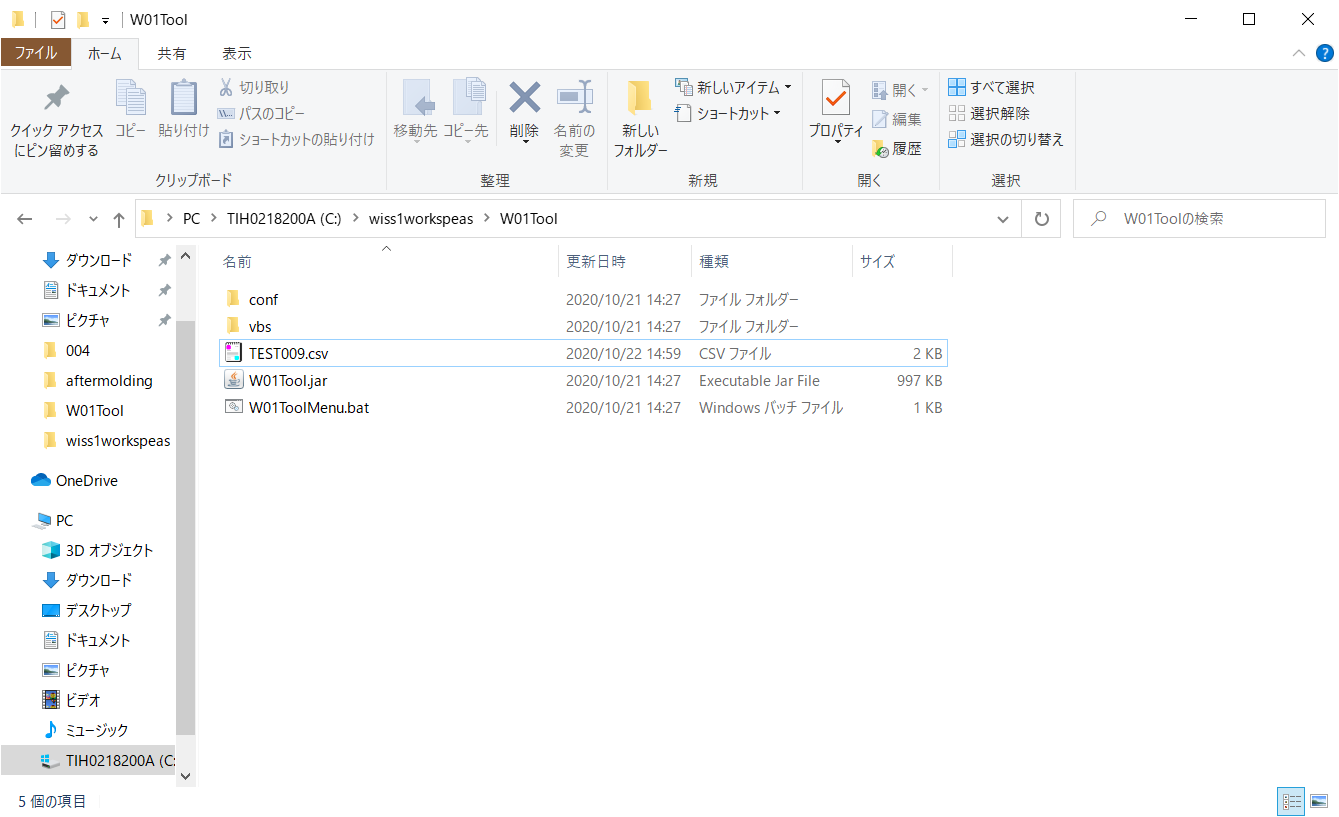 W01Tool
ファイル ホーム 共有 表示
クイック アクセス
にピン留めする
コピー
貼り付け
切り取り
パスのコピー
ショートカットの貼り付け
クリップボード
移動先
コピー先
削除
名前の
変更
整理
新しい
フォルダー
新しいアイテム
ショートカット
新規
プロパティ
開く
編集
履歴
開く
すべて選択
選択解除
選択の切り替え
選択
PC TIH0218200A (C:) wiss1workspeas W01Tool
W01Toolの検索
ダウンロード
ドキュメント
ピクチャ
004
aftermolding
W01Tool
wiss1workspeas
OneDrive
PC
3D オブジェクト
ダウンロード
デスクトップ
ドキュメント
ピクチャ
ビデオ
ミュージック
TIH0218200A (C:
名前 更新日時 種類 サイズ
conf 2020/10/21 14:27 ファイル フォルダー
vbs 2020/10/21 14:27 ファイル フォルダー
TEST009.csv 2020/10/22 14:59 CSV ファイル 2 KB
W01Tool.jar 2020/10/21 14:27 Executable Jar File 997 KB
W01ToolMenu.bat 2020/10/21 14:27 Windows バッチ ファイル 1 KB
5 個の項目